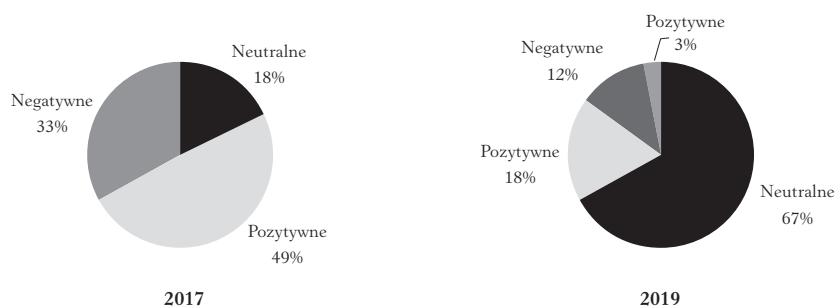 Neutralne
18%
Negatywne
33%
Pozytywne
49%
2017
Pozytywne
3%
Negatywne
12%
Pozytywne
18%
Neutralne
67%
2019